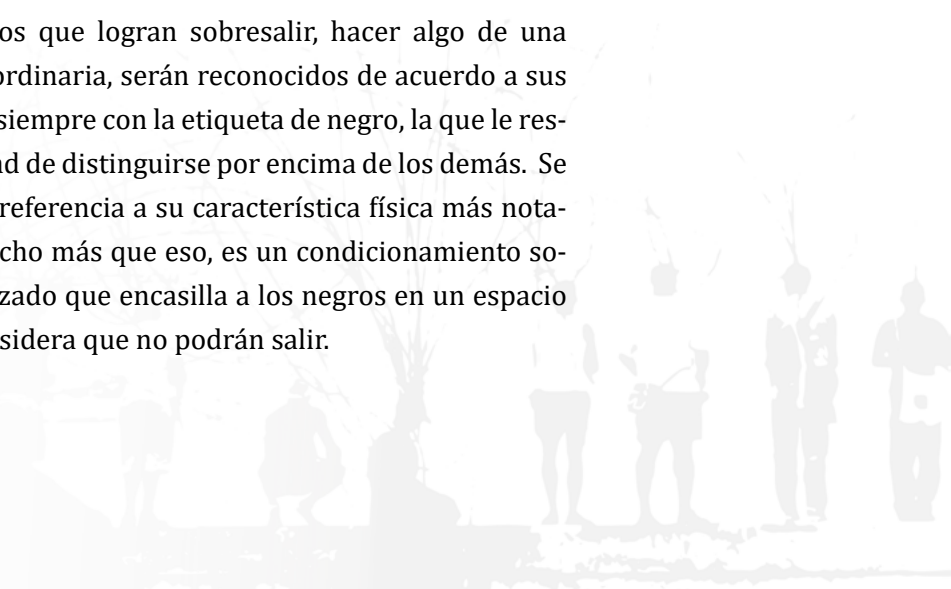 os que logran sobresalir, hacer algo de una
ordinaria, serán reconocidos de acuerdo a sus
siempre con la etiqueta de negro, la que le res-
d de distinguirse por encima de los demás. Se
referencia a su característica física más nota-
cho más que eso, es un condicionamiento so-
zado que encasilla a los negros en un espacio
sidera que no podrán salir.